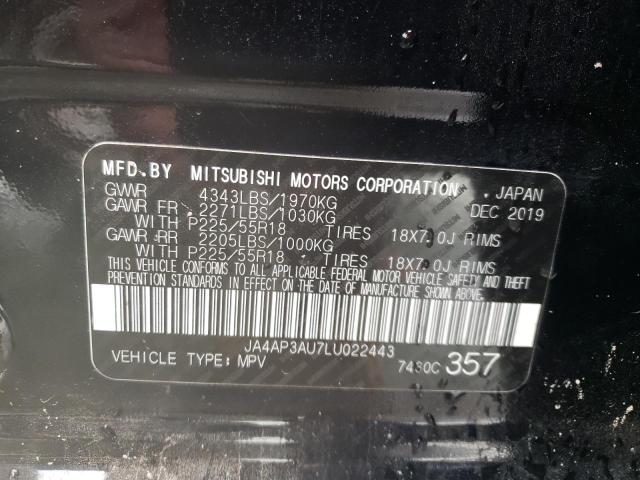 MFD.BY MITSUBISHI MOTORS CORPORATION , JAPAN
GVWR 4343LBS/1970KG DEC 2019
GAWR FR 2271LBS/1030KG
WITH P225/55R18 TIRES 18X7.0J RIMS
GAWR RR 2205LBS/1000KG
WITH P225/55R18 TIRES 18X7.0J RIMS
THIS VEHICLE CONFORMS TO ALL APPLICABLE FEDERAL MOTOR VEHICLE SAFETY AND THEFT
PREVENTION STANDARDS IN EFFECT ON THE DATE OF MANUFACTURE SHOWN ABOVE.
JA4AP3AU7LU022443
VEHICLE TYPE: MPV 7430C 357